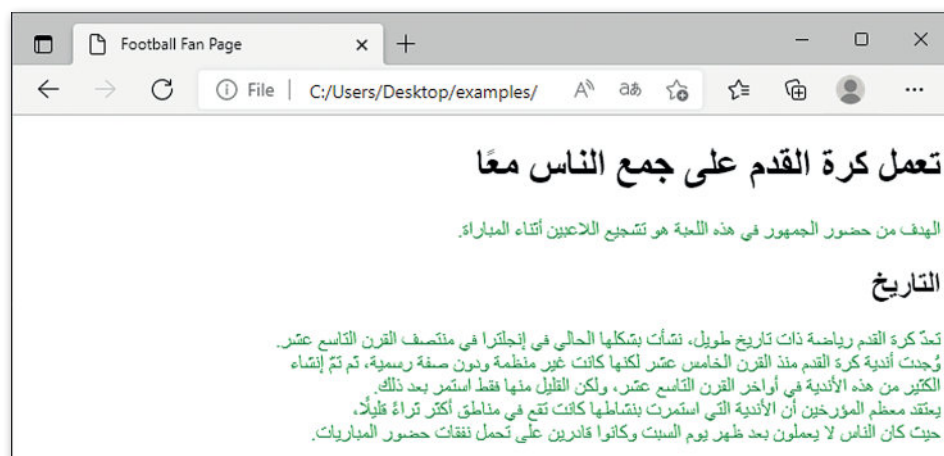 Football Fan Page
File
C:/Users/Desktop/examples/
تعمل كرة القدم على جمع الناس معًا
الهدف من حضور الجمهور في هذه اللعبة هو تشجيع اللاعبين أثناء المباراة.
التاريخ
تعدّ كرة القدم رياضة ذات تاريخ طويل، نشأت بشكلها الحالي في إنجلترا في منتصف القرن التاسع عشر.
وُجدت أندية كرة القدم منذ القرن الخامس عشر لكنها كانت غير منظمة ودون صفة رسمية، ثم تمّ إنشاء
الكثير من هذه الأندية في أواخر القرن التاسع عشر، ولكن القليل منها فقط استمر بعد ذلك.
يعتقد معظم المؤرخين أن الأندية التي استمرت بنشاطها كانت تقع في مناطق أكثر ثراءً قليلًا،
حيث كان الناس لا يعملون بعد ظهر يوم السبت وكانوا قادرين على تحمل نفقات حضور المباريات.